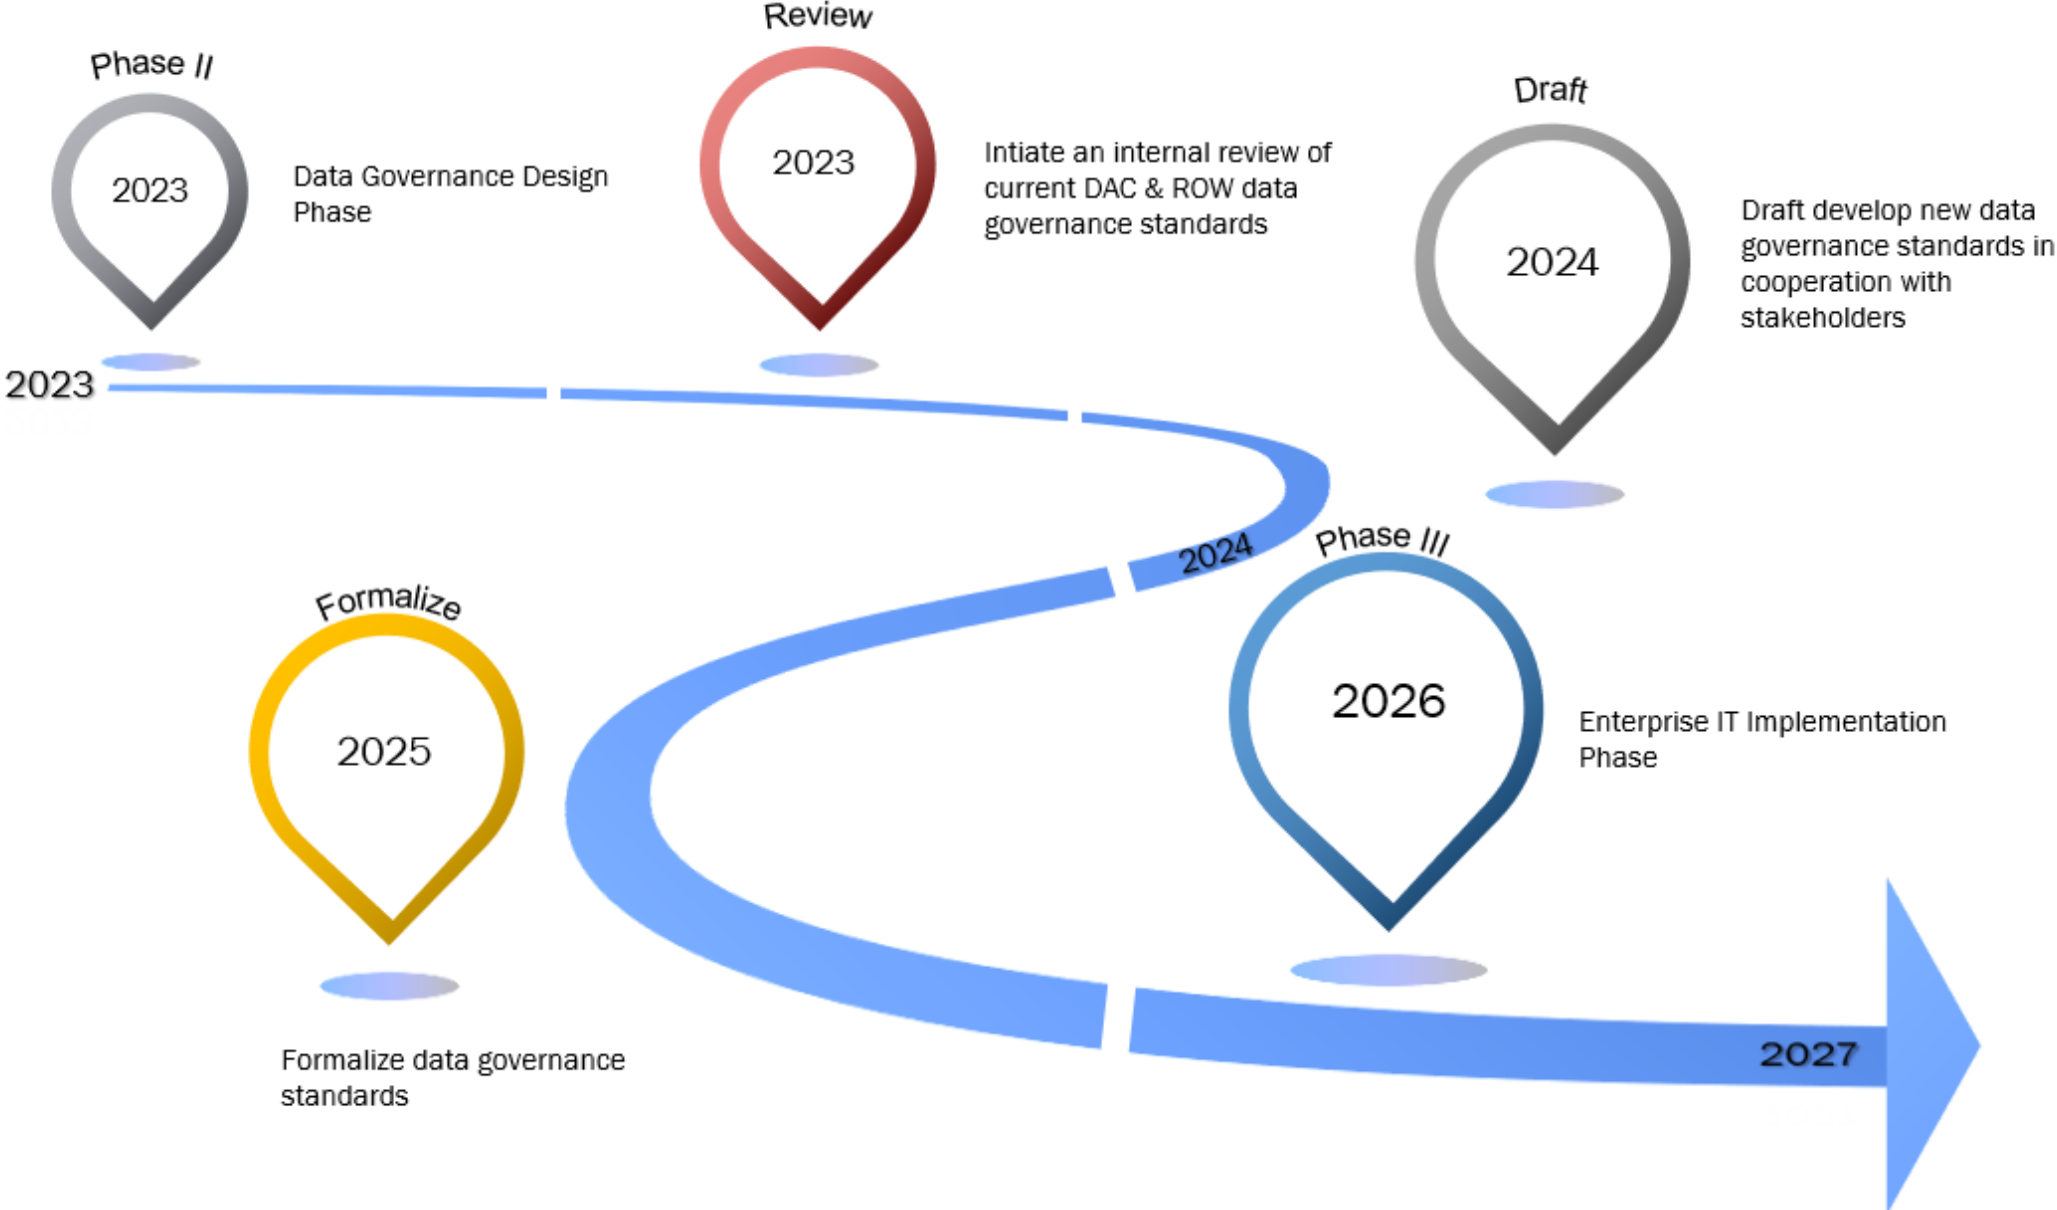 Phase II
2023
Data Governance Design
Phase
Review
2023
Intiate an internal review of
current DAC & ROW data
governance standards
Draft
2024
Draft develop new data
governance standards in
cooperation with
stakeholders
2023
2024
Formalize
2025
Formalize data governance
standards
Phase III
2026
Enterprise IT Implementation
Phase
2027